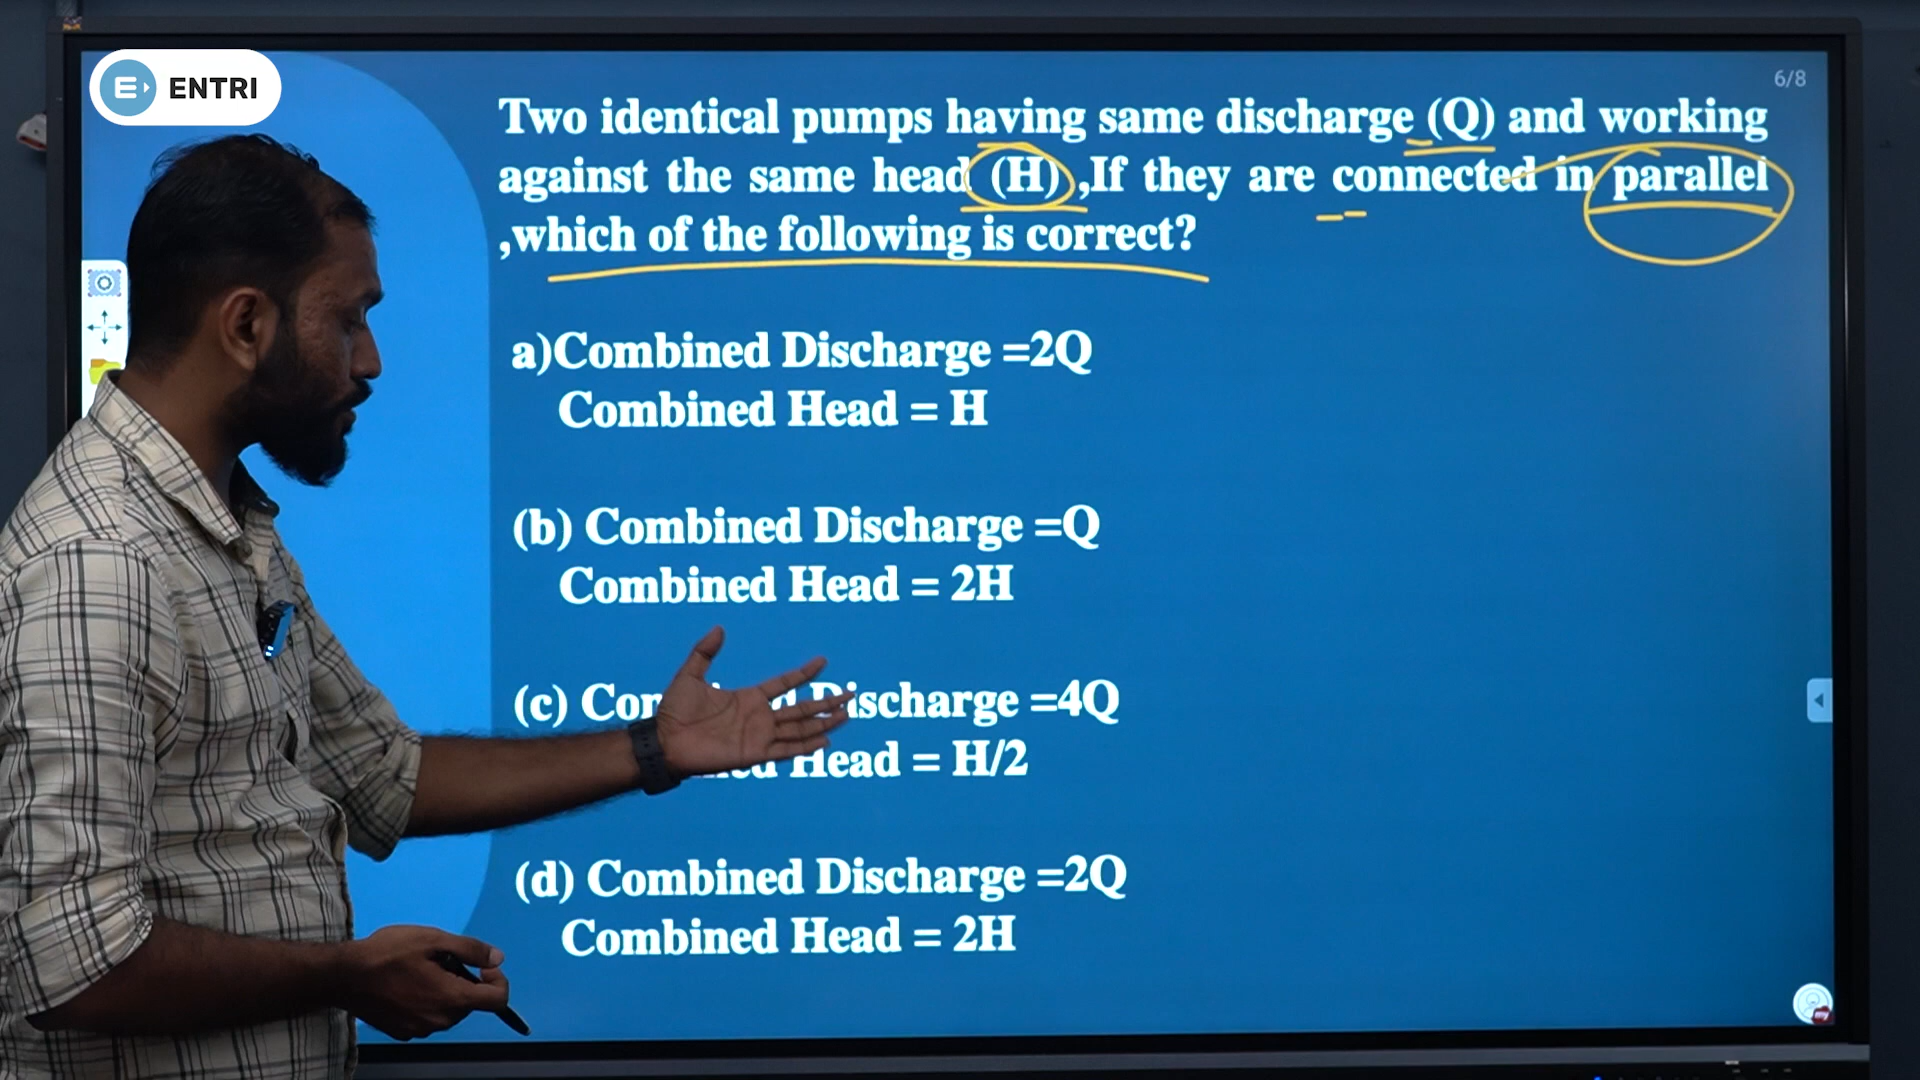 ENTRI
6/8
Two identical pumps having same discharge (Q) and working
against the same head (H) ,If they are connected in parallel
,which of the following is correct?
a)Combined Discharge =2Q
Combined Head = H
(b) Combined Discharge =Q
Combined Head = 2H
(c) Discharge =4Q
Head = H/2
(d) Combined Discharge =2Q
Combined Head = 2H